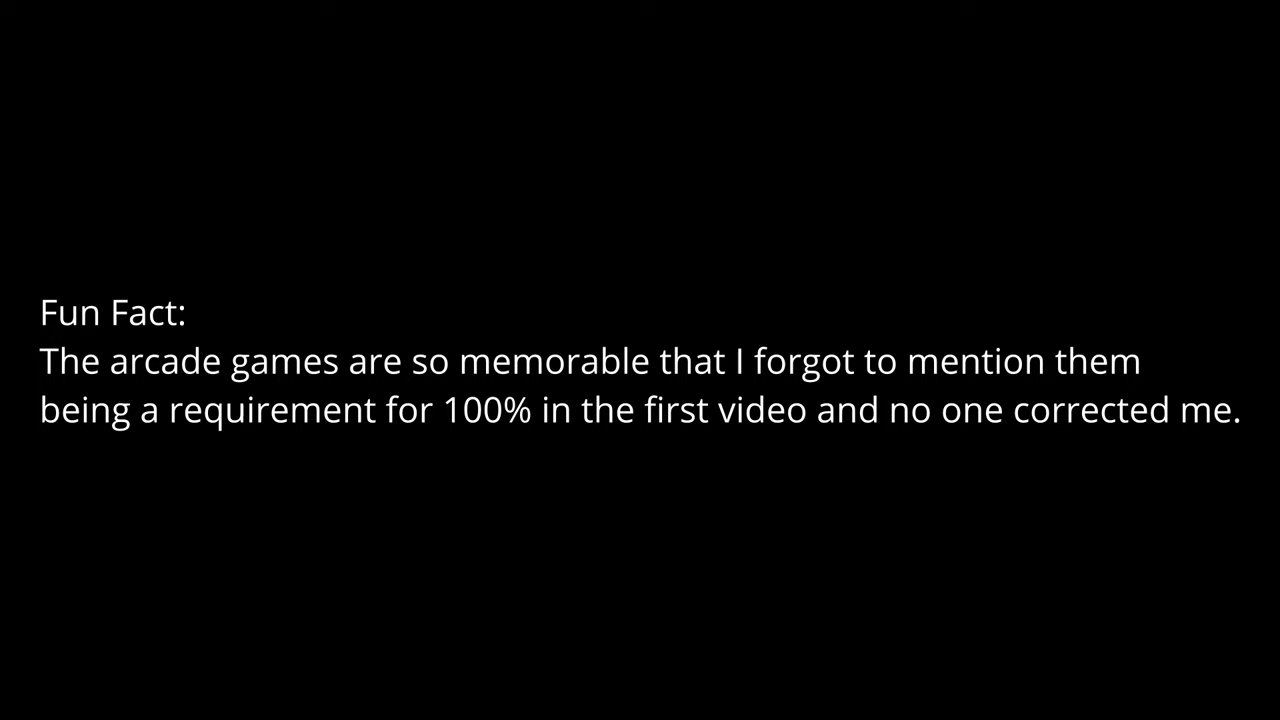 Fun Fact:
The arcade games are so memorable that I forgot to mention them
being a requirement for 100% in the first video and no one corrected me.